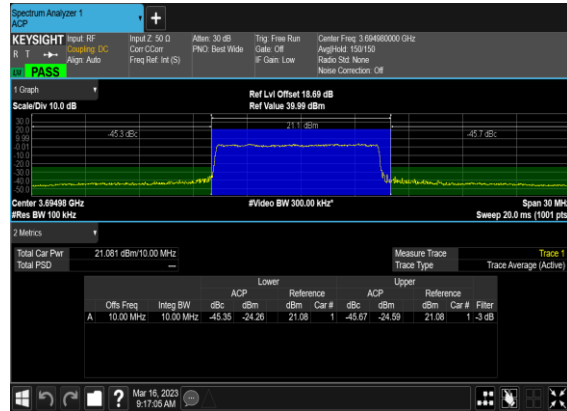 Spectrum Analyzer 1
ACP
+
KEYSIGHT
R T
LW PASS
Input: RF
Coupling: DC
Align: Auto
Input Z: 50 Ω
Corr CCorr
Freq Ref: Int (S)
Atten: 30 dB
PNO: Best Wide
Trig: Free Run
Gate: Off
IF Gain: Low
Center Freq: 3.694980000 GHz
Avg|Hold: 150/150
Radio Std: None
Noise Correction: Off
1 Graph
Scale/Div 10.0 dB
Ref Lvl Offset 18.69 dB
Ref Value 39.99 dBm
30.0
20.0
9.99
-0.01
-10.0
-20.0
-30.0
-40.0
-50.0
-45.3 dBc
21.1 dBm
-45.7 dBc
Center 3.69498 GHz
#Res BW 100 kHz
#Video BW 300.00 kHz*
Span 30 MHz
Sweep 20.0 ms (1001 pts)
2 Metrics
Total Car Pwr 21.081 dBm/10.00 MHz
Total PSD ---
Measure Trace Trace 1
Trace Type Trace Average (Active)
Lower Upper
ACP Reference ACP Reference
Offs Freq Integ BW dBc dBm dBm Car # dBc dBm dBm Car # Filter
A 10.00 MHz 10.00 MHz -45.35 -24.26 21.08 1 -45.67 -24.59 21.08 1 -3 dB
?
Mar 16, 2023
9:17:05 AM